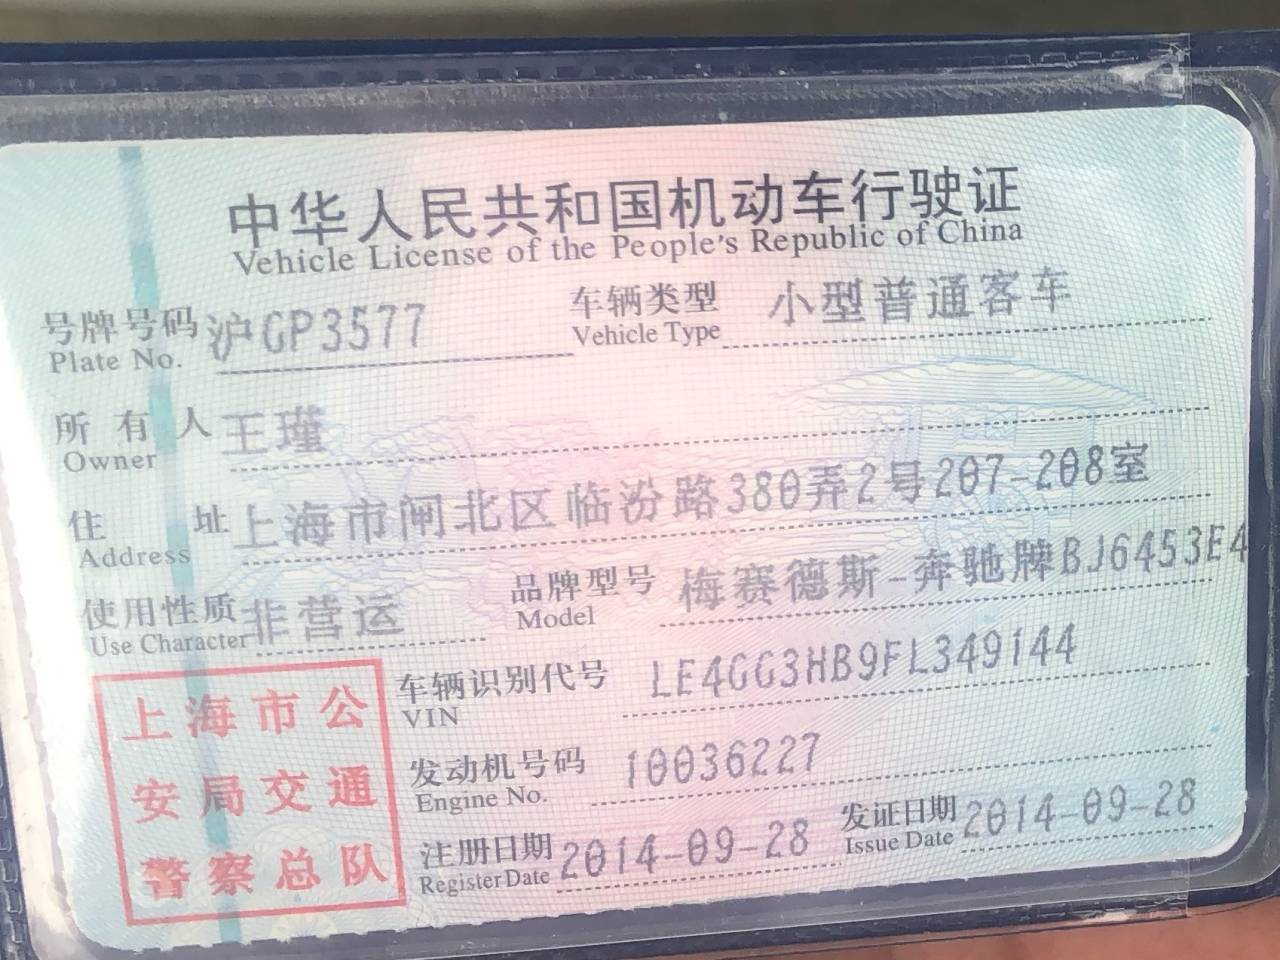 中华人民共和国机动车行驶证
Vehicle License of the People's Republic of China
号牌号码 沪GP3577 车辆类型 小型普通客车
Plate No. Vehicle Type
所有人 王瑾
Owner
住址 上海市闸北区临汾路380弄2号207-208室
Address
使用性质 非营运 品牌型号 梅赛德斯-奔驰牌BJ6453E4
Use Character Model
车辆识别代号 LE4GG3HB9FL349144
VIN
发动机号码 10036227
Engine No.
注册日期 2014-09-28 发证日期 2014-09-28
Register Date Issue Date
上海市公
安局交通
警察总队